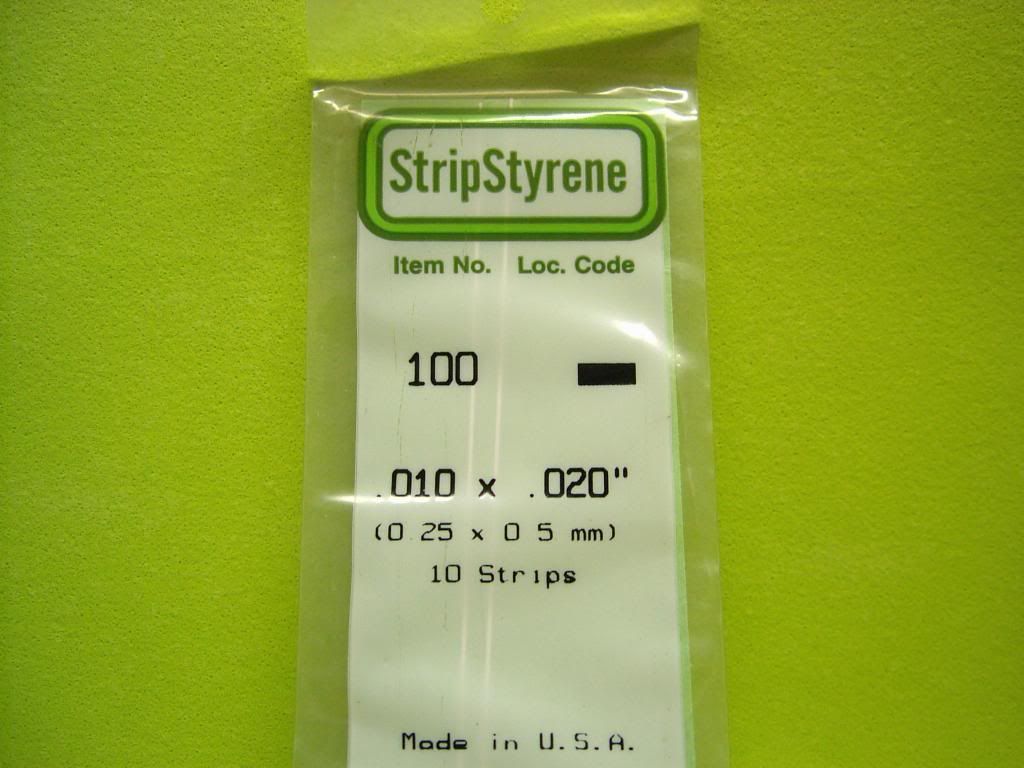 StripStyrene
Item No. Loc. Code
100
.010 x .020"
(0.25 x 0 5 mm)
10 Strips
Made in U.S.A.